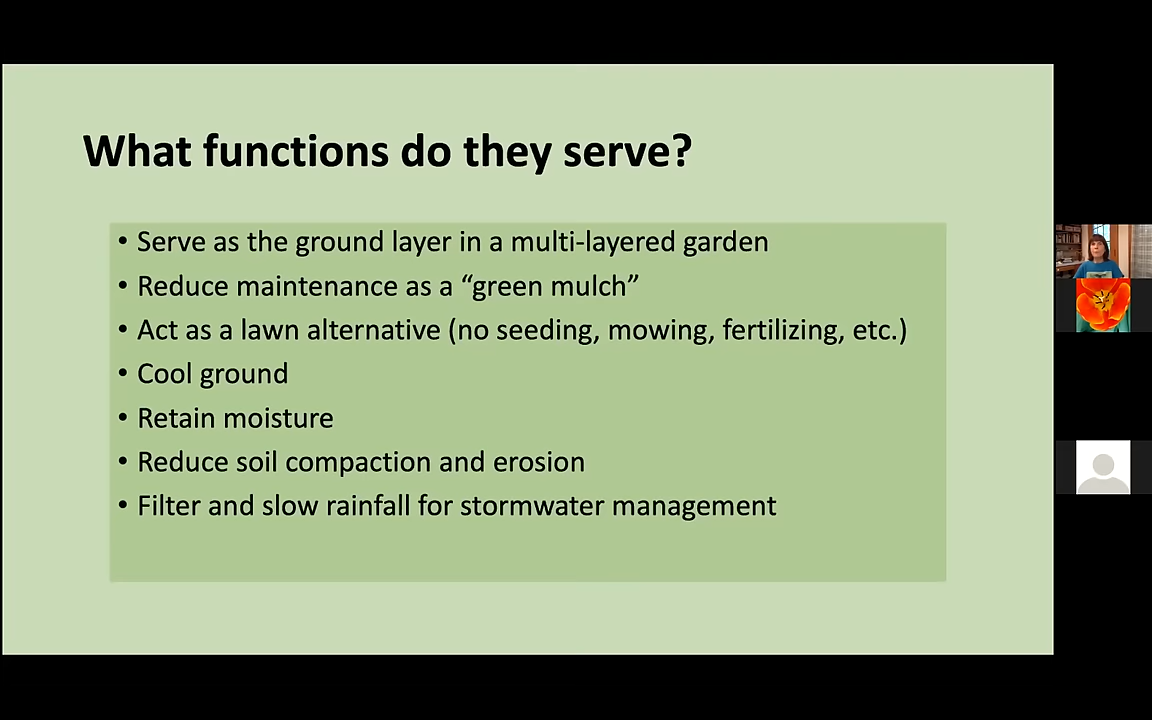 What functions do they serve?
• Serve as the ground layer in a multi-layered garden
• Reduce maintenance as a “green mulch”
• Act as a lawn alternative (no seeding, mowing, fertilizing, etc.)
• Cool ground
• Retain moisture
• Reduce soil compaction and erosion
• Filter and slow rainfall for stormwater management